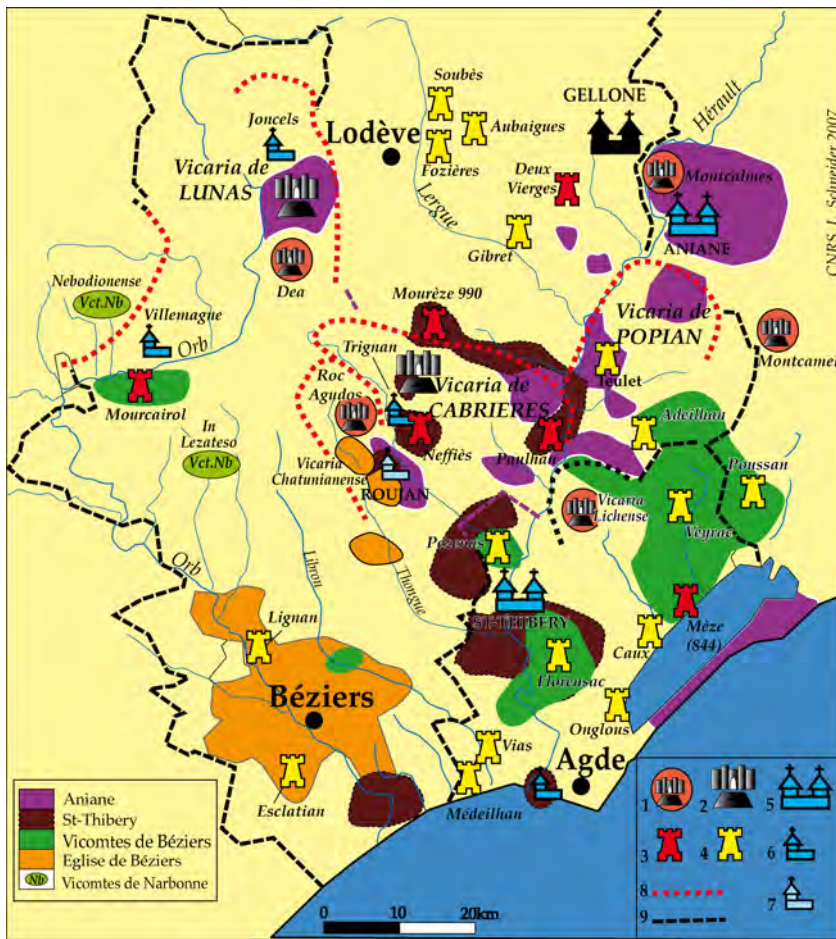 Soubès
GELLONE
Hérault
Joncels
Lodève
Aubaigues
Fozières
Deux
Vierges
Montcalmes
Vicaria de
LUNAS
Lergue
ANIANE
Gibret
Dea
Nebodionense
Vct.Nb
Villemagne
Orb
Mourèze 990
Vicaria de
POPIAN
Montcamel
Trignan
Roc
Agudos
Vicaria de
CABRIERES
Teulet
Mourcairol
In
Lezateso
Vct.Nb
Neffiès
Paulhan
Adeilhan
Vicaria
Chatunianense
ROUJAN
Poussan
Vicaria
Lichense
Veyrac
Orb
Libron
Pézenas
Thongue
ST-THIBERY
Mèze
(844)
Lignan
Caux
Florensac
Béziers
Onglous
Vias
Agde
Esclatian
Médeilhan
Aniane
St-Thibery
Vicomtes de Béziers
Eglise de Béziers
Nb Vicomtes de Narbonne
1 2 5
3 4 6
8 7
9
0 10 20km
CNRS, L. Schneider 2007